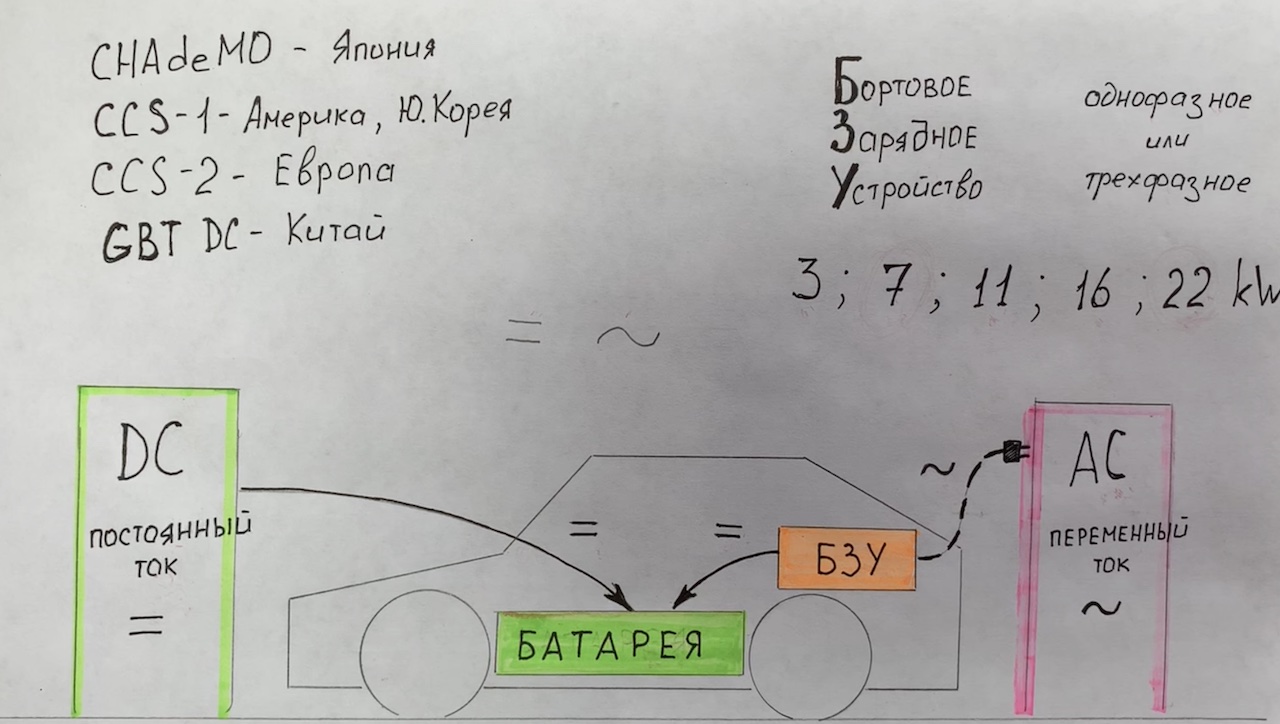 CHAdeMO - Япония
CCS-1 - Америка, Ю.Корея
CCS-2 - Европа
GBT DC - Китай
Бортовое
Зарядное
Устройство
однофазное
или
трехфазное
3 ; 7 ; 11 ; 16 ; 22 kW
= ~
DC
ПОСТОЯННЫЙ
ТОК
=
=
=
БЗУ
БАТАРЕЯ
~
AC
ПЕРЕМЕННЫЙ
ТОК
~